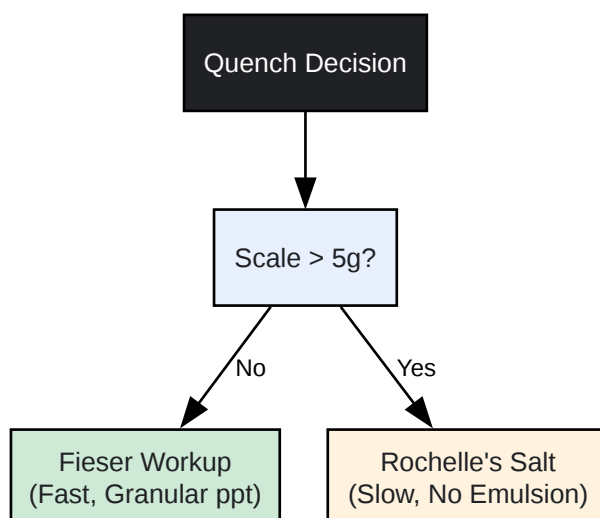 Quench Decision
Scale > 5g?
No
Yes
Fieser Workup
(Fast, Granular ppt)
Rochelle's Salt
(Slow, No Emulsion)